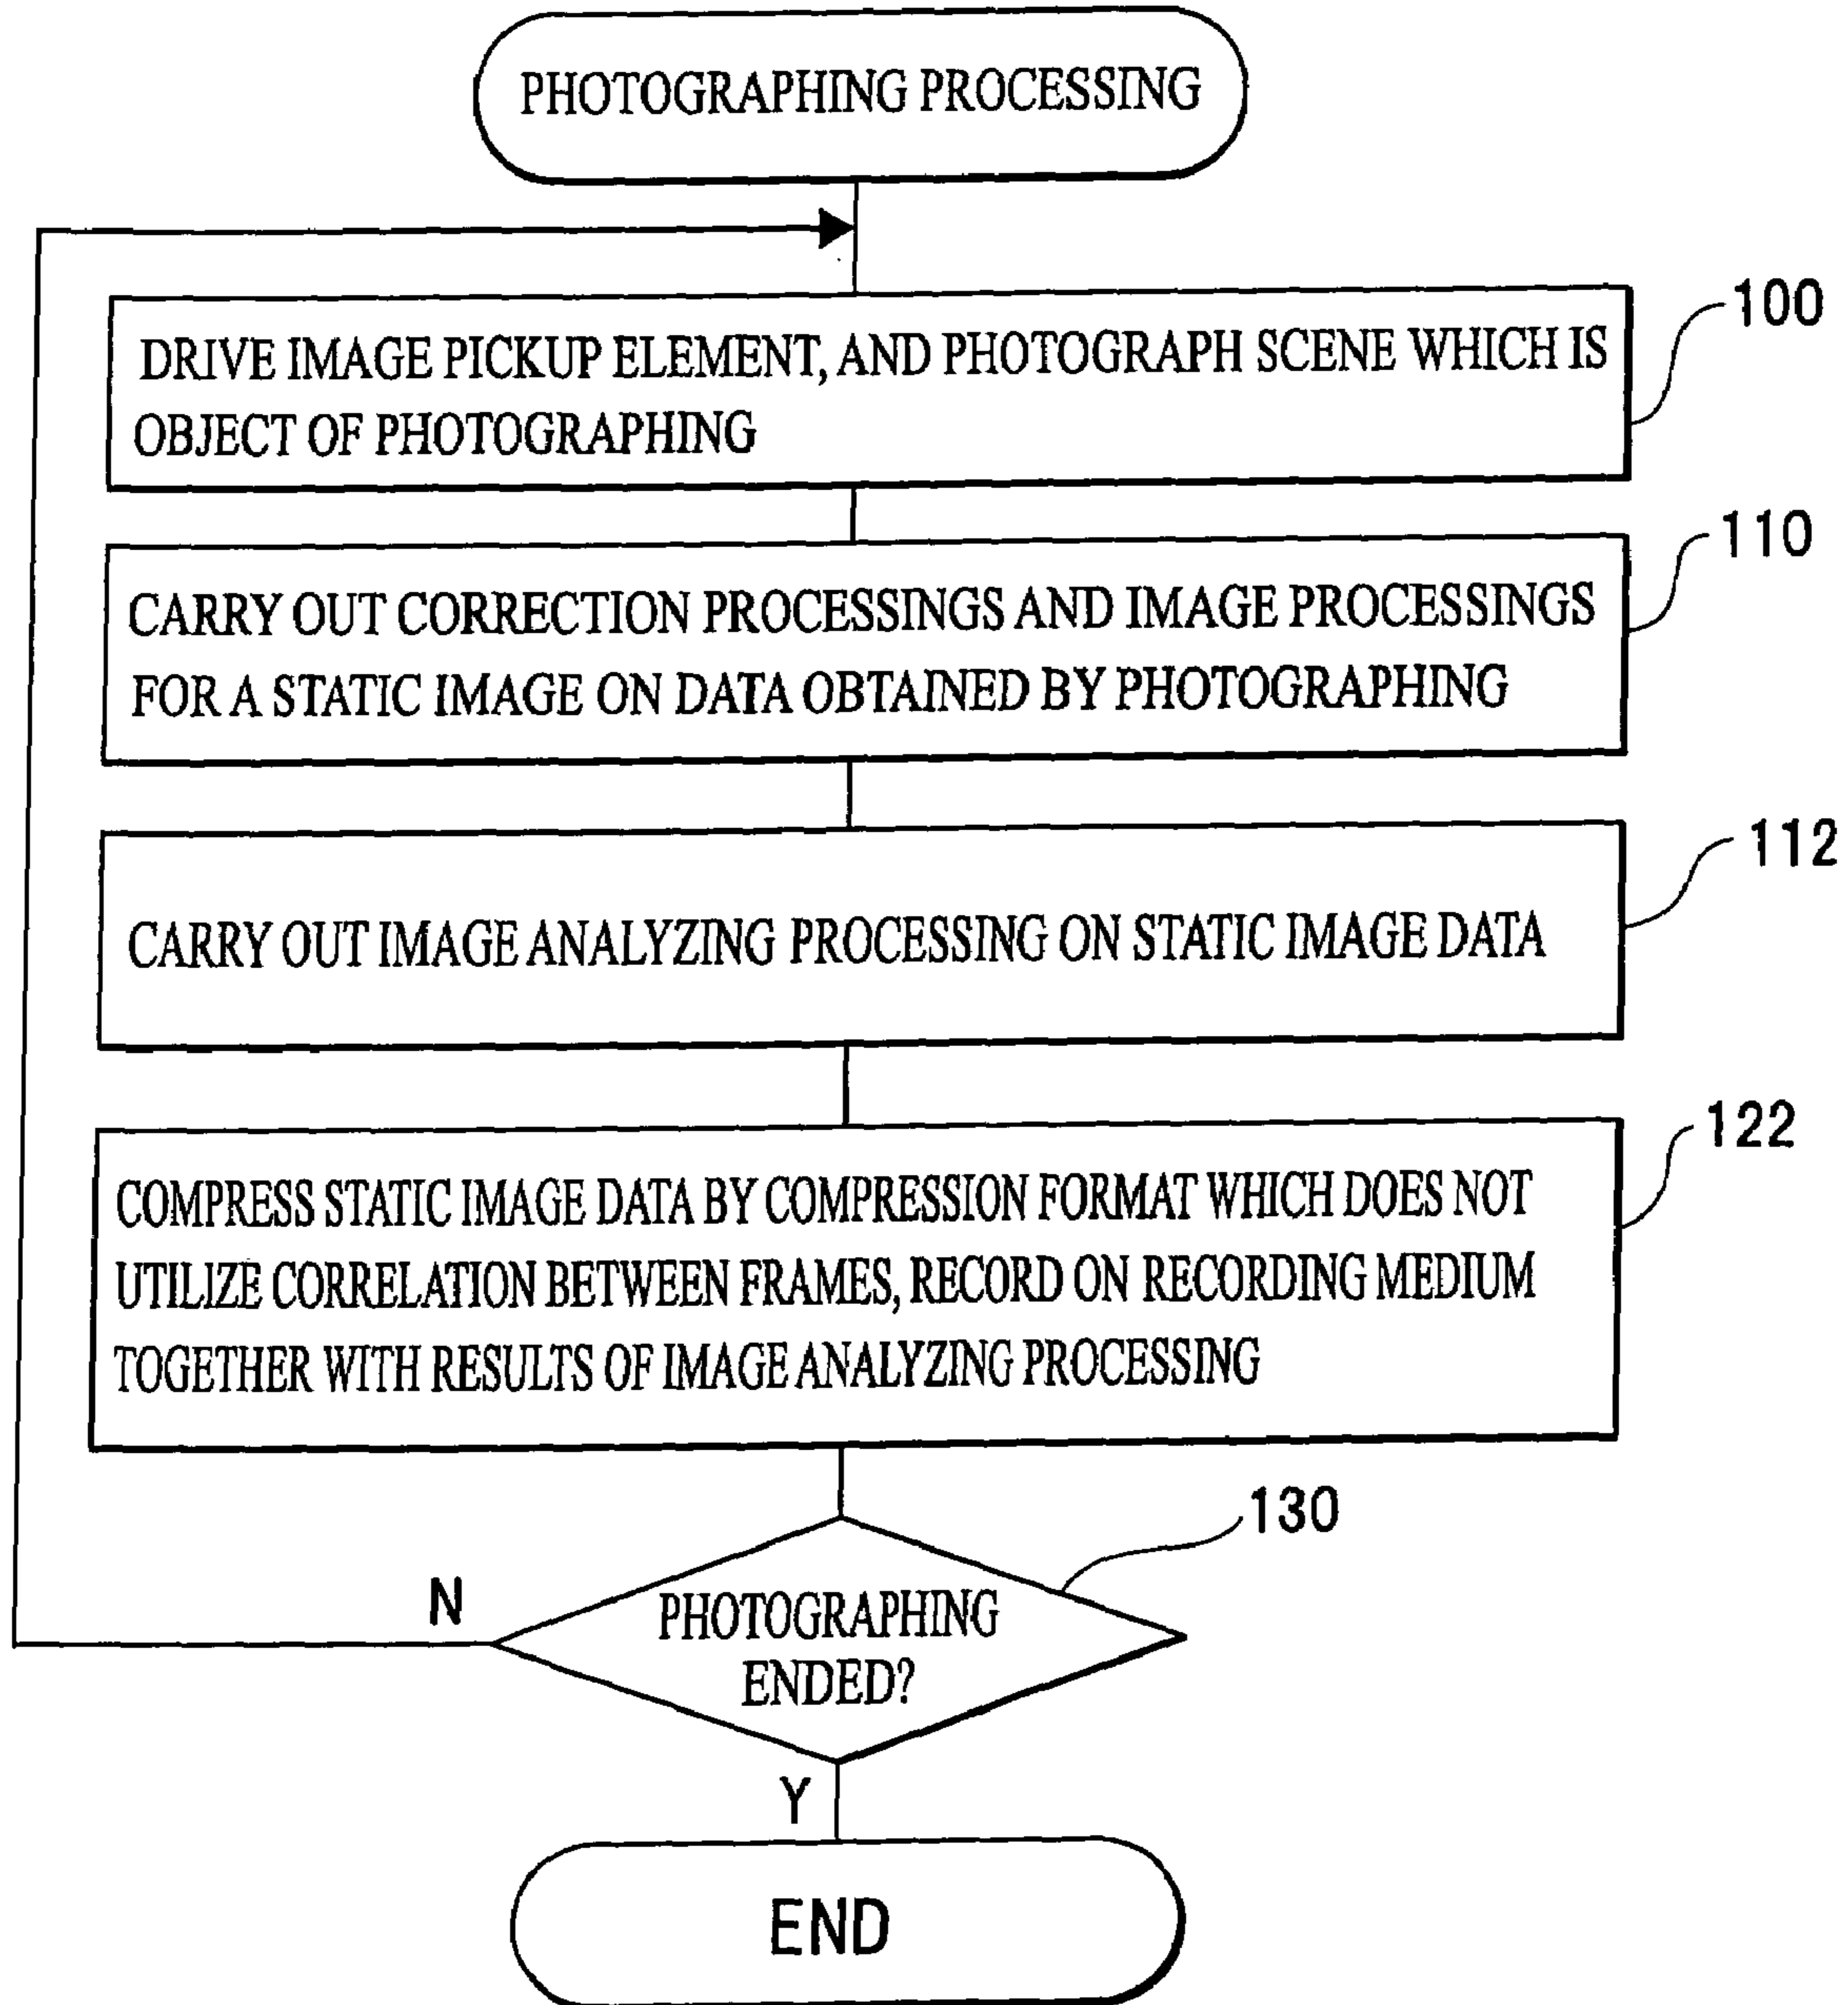 PHOTOGRAPHING PROCESSING
100
DRIVE IMAGE PICKUP ELEMENT, AND PHOTOGRAPH SCENE WHICH IS
OBJECT OF PHOTOGRAPHING
110
CARRY OUT CORRECTION PROCESSINGS AND IMAGE PROCESSINGS
FOR A STATIC IMAGE ON DATA OBTAINED BY PHOTOGRAPHING
112
CARRY OUT IMAGE ANALYZING PROCESSING ON STATIC IMAGE DATA
122
COMPRESS STATIC IMAGE DATA BY COMPRESSION FORMAT WHICH DOES NOT
UTILIZE CORRELATION BETWEEN FRAMES, RECORD ON RECORDING MEDIUM
TOGETHER WITH RESULTS OF IMAGE ANALYZING PROCESSING
130
N
PHOTOGRAPHING
ENDED?
Y
END